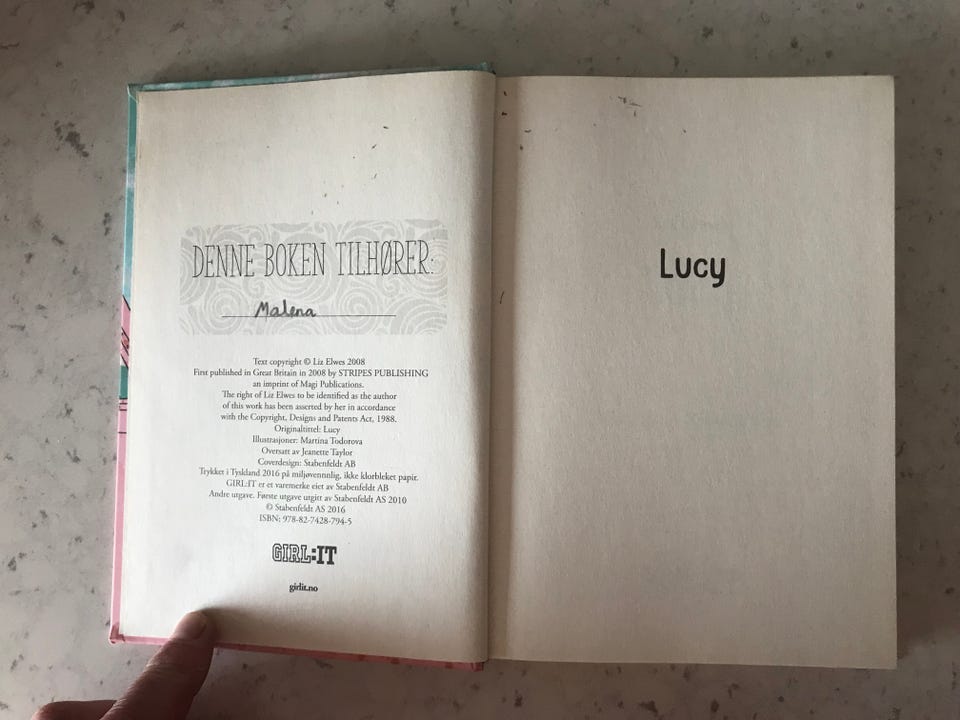 DENNE BOKEN TILHØRER:
Malena
Text copyright © Liz Elwes 2008
First published in Great Britain in 2008 by STRIPES PUBLISHING
an imprint of Magi Publications.
The right of Liz Elwes to be identified as the author
of this work has been asserted by her in accordance
with the Copyright, Designs and Patents Act, 1988.
Originaltittel: Lucy
Illustrasjoner: Martina Todorova
Oversatt av Jeanette Taylor
Coverdesign: Stabenfeldt AB
Trykket i Tyskland 2016 på miljøvennnlig, ikke klorbleket papir.
GIRL:IT er et varemerke eiet av Stabenfeldt AB
Andre utgave. Første utgave utgitt av Stabenfeldt AS 2010
© Stabenfeldt AS 2016
ISBN: 978-82-7428-794-5
GIRL:IT
girlit.no
Lucy